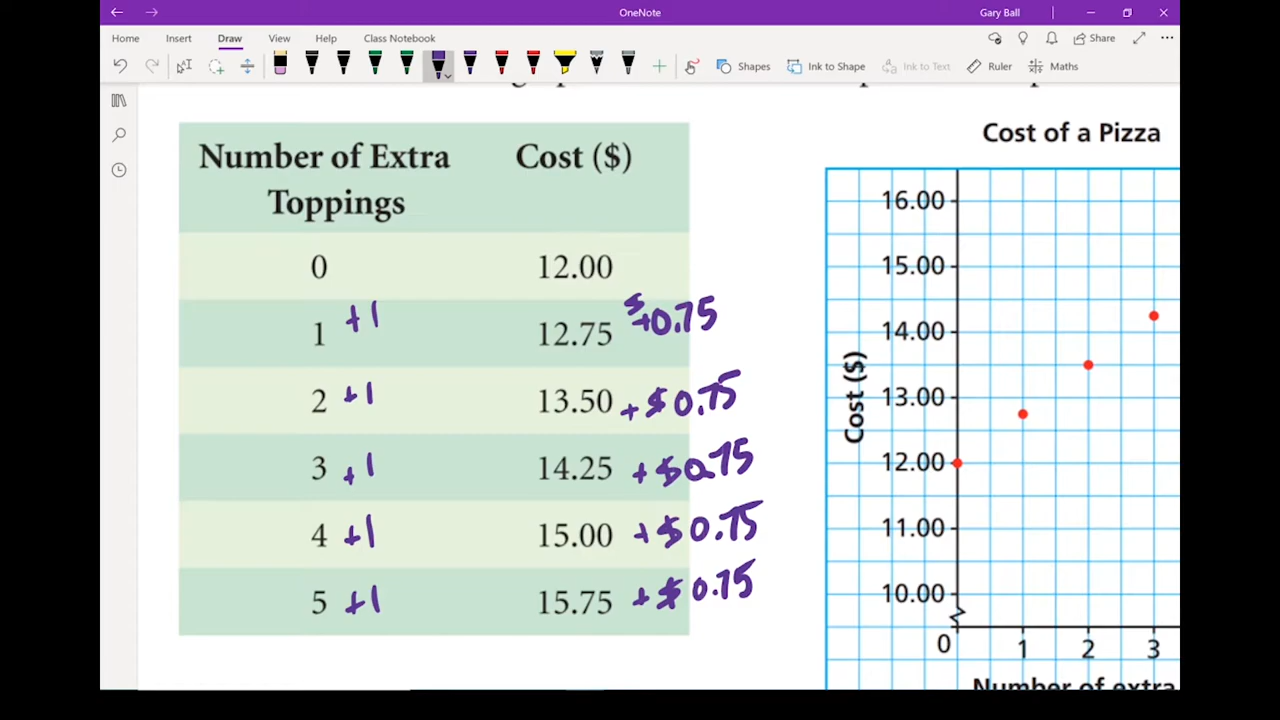 OneNote
Gary Ball
Home Insert Draw View Help Class Notebook Share
Shapes Ink to Shape Ink to Text Ruler Maths
Number of Extra Toppings Cost ($)
0 12.00
1 +1 12.75 $+0.75
2 +1 13.50 +$0.75
3 +1 14.25 +$0.75
4 +1 15.00 +$0.75
5 +1 15.75 +$0.75
Cost of a Pizza
Cost ($)
16.00
15.00
14.00
13.00
12.00
11.00
10.00
0 1 2 3
Number of extra